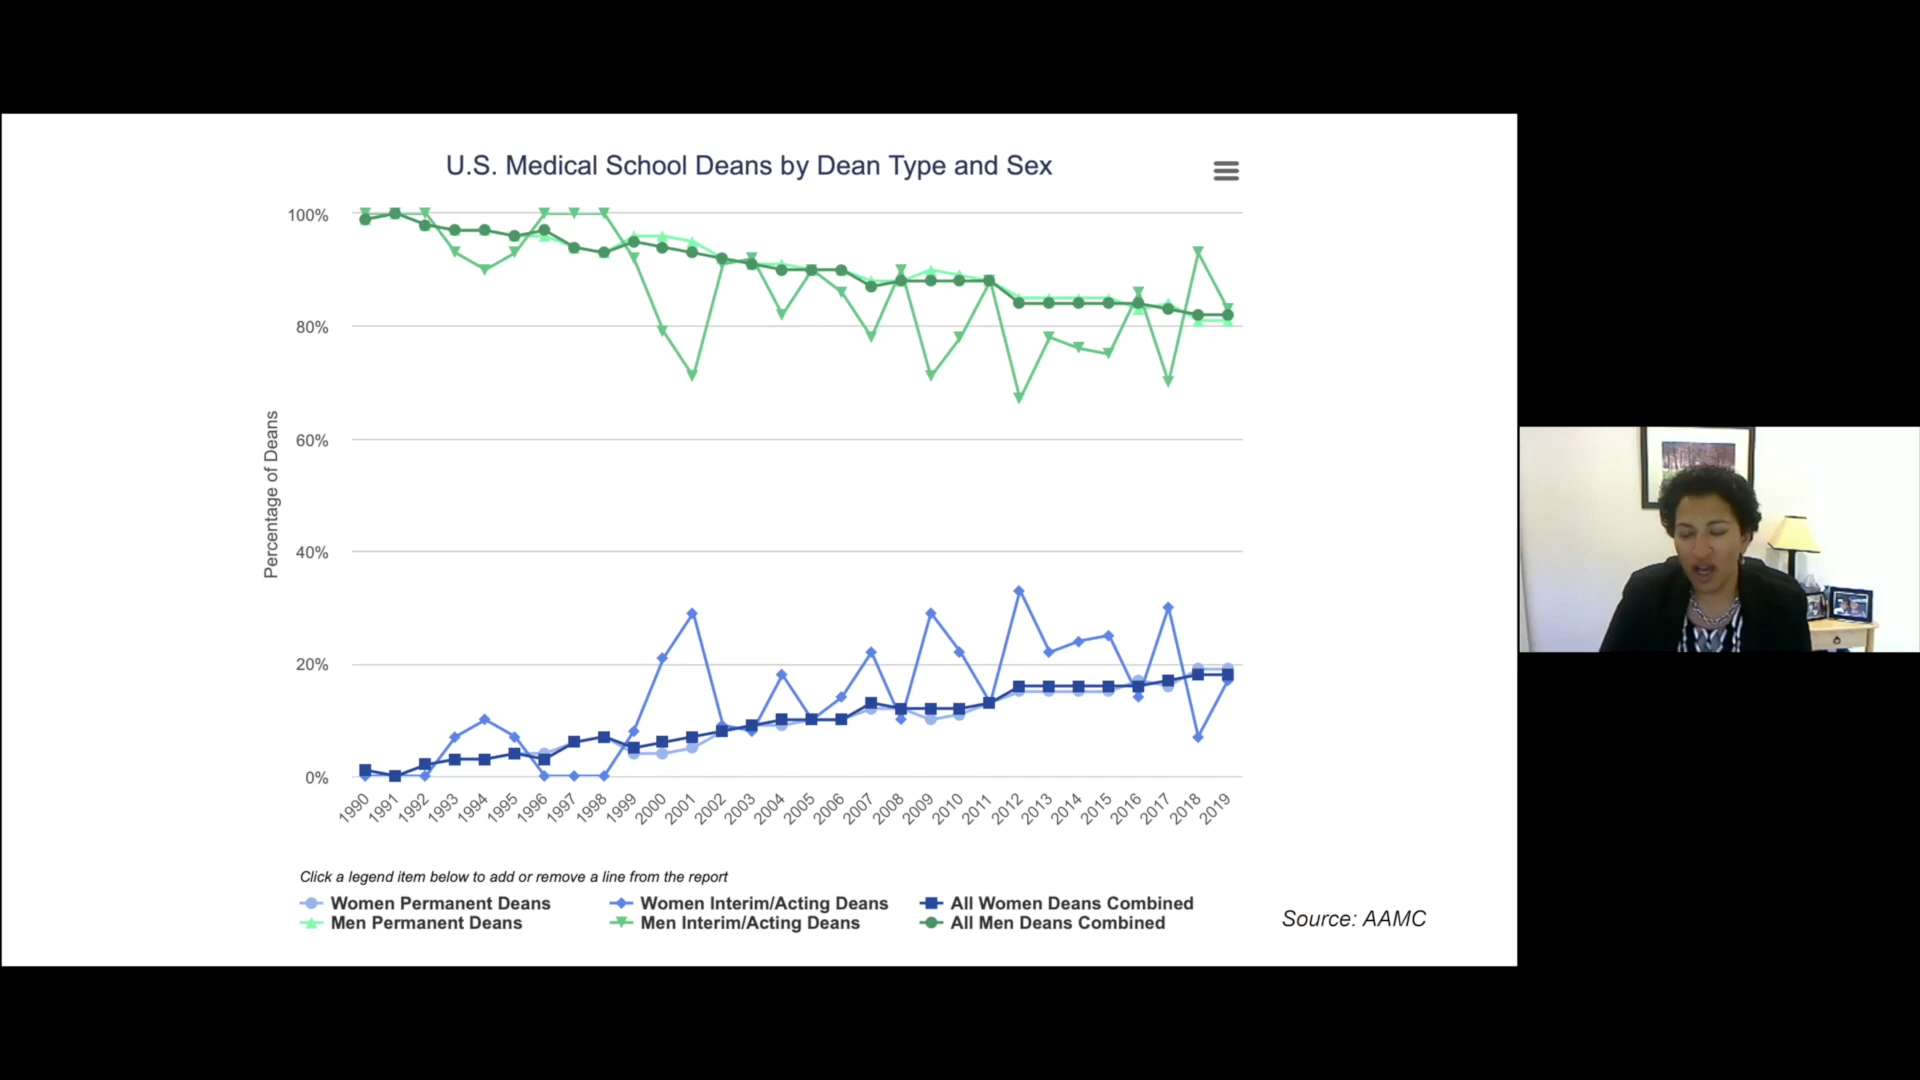 U.S. Medical School Deans by Dean Type and Sex
Percentage of Deans
100%
80%
60%
40%
20%
0%
1990 1991 1992 1993 1994 1995 1996 1997 1998 1999 2000 2001 2002 2003 2004 2005 2006 2007 2008 2009 2010 2011 2012 2013 2014 2015 2016 2017 2018 2019
Click a legend item below to add or remove a line from the report
Women Permanent Deans Women Interim/Acting Deans All Women Deans Combined
Men Permanent Deans Men Interim/Acting Deans All Men Deans Combined
Source: AAMC